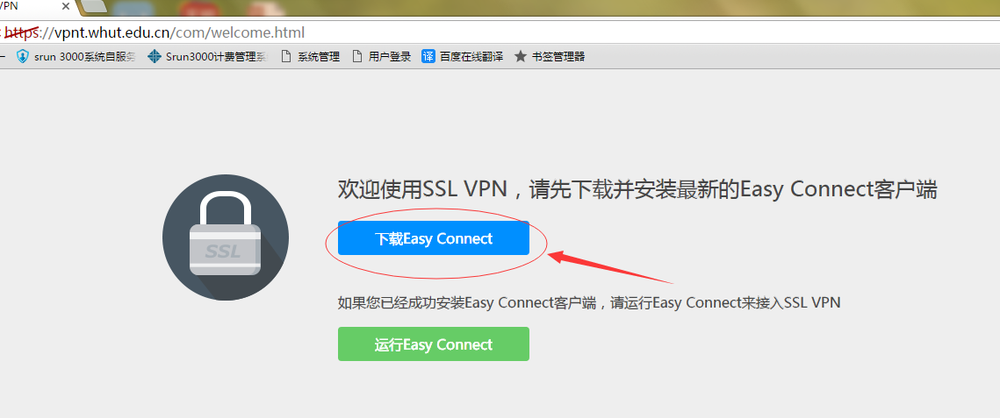 VPN
https://vpnt.whut.edu.cn/com/welcome.html
srun 3000系统自服务 Srun3000计费管理系 系统管理 用户登录 译 百度在线翻译 书签管理器
欢迎使用SSL VPN，请先下载并安装最新的Easy Connect客户端
SSL
下载Easy Connect
如果您已经成功安装Easy Connect客户端，请运行Easy Connect来接入SSL VPN
运行Easy Connect